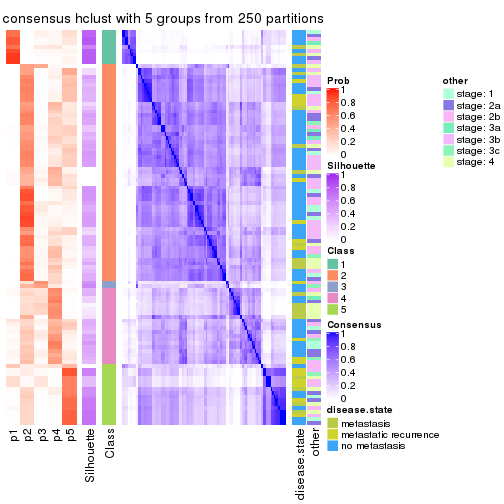 consensus hclust with 5 groups from 250 partitions
Prob
1
0.8
0.6
0.4
0.2
0
Silhouette
1
0.8
0.6
0.4
0.2
0
Class
1
2
3
4
5
Consensus
1
0.8
0.6
0.4
0.2
0
disease.state
metastasis
metastatic recurrence
no metastasis
other
stage: 1
stage: 2a
stage: 2b
stage: 3a
stage: 3b
stage: 3c
stage: 4
p1
p2
p3
p4
p5
Silhouette
Class
disease.state
other